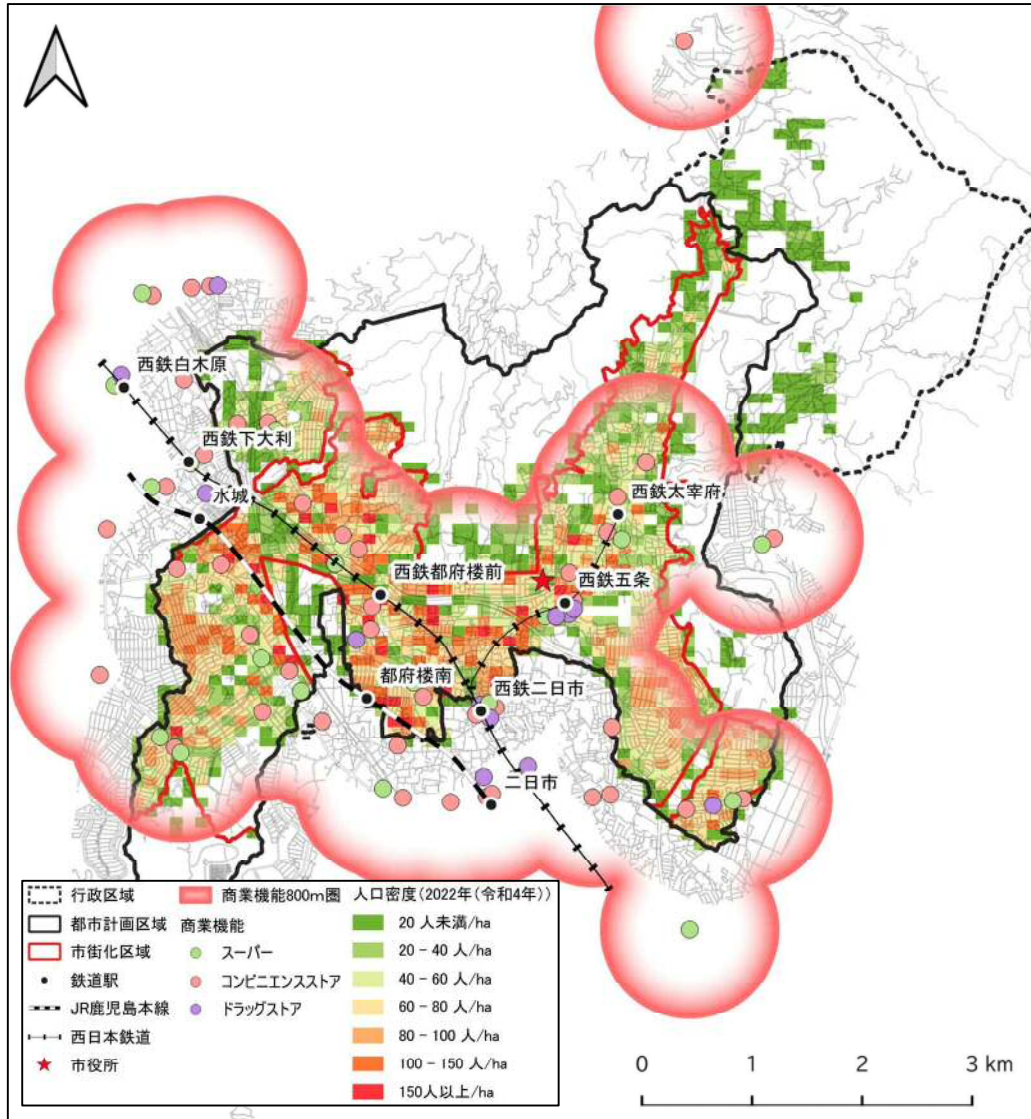 西鉄白木原
西鉄下大利
水城
西鉄太宰府
西鉄都府楼前
西鉄五条
都府楼南
西鉄二日市
二日市
行政区域
都市計画区域
市街化区域
鉄道駅
JR鹿児島本線
西日本鉄道
市役所
商業機能800m圏
商業機能
スーパー
コンビニエンスストア
ドラッグストア
人口密度(2022年(令和4年))
20 人未満/ha
20 - 40 人/ha
40 - 60 人/ha
60 - 80 人/ha
80 - 100 人/ha
100 - 150 人/ha
150人以上/ha
0 1 2 3 km